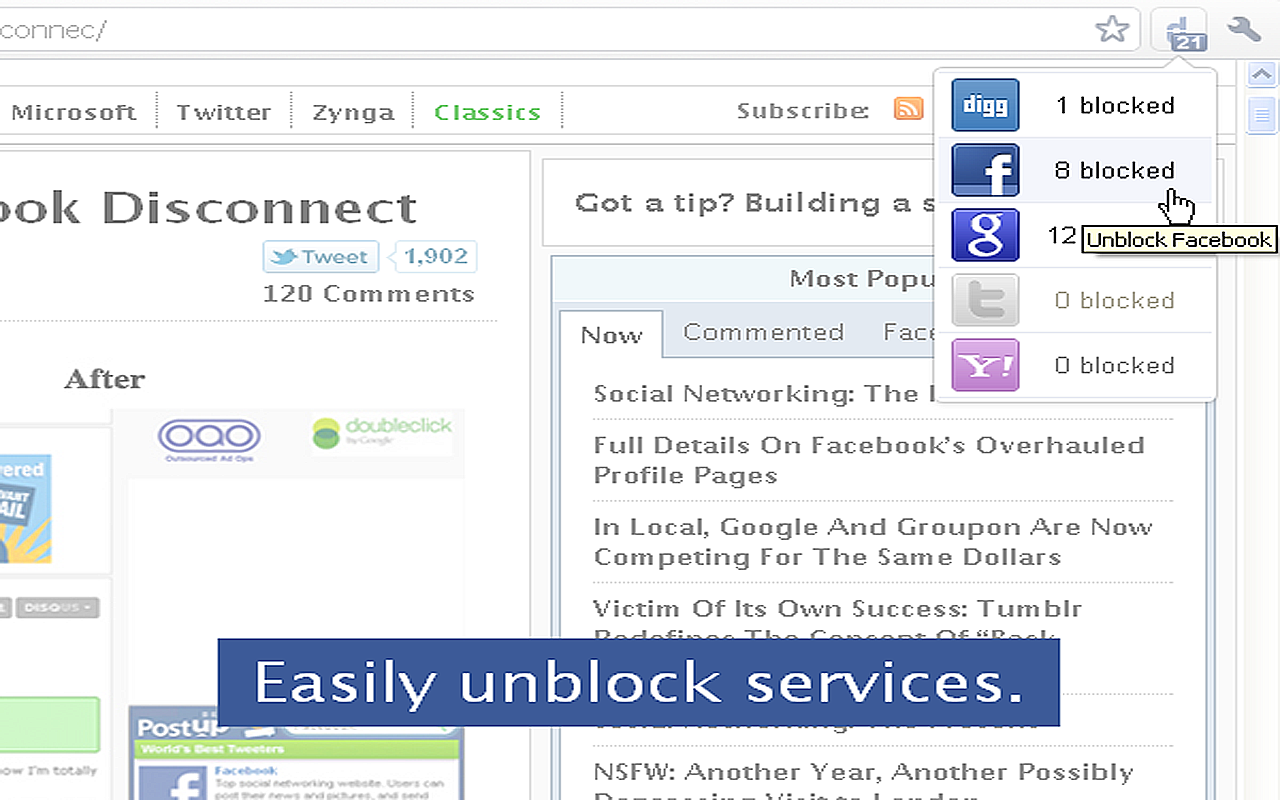 connec/
21
Microsoft Twitter Zynga Classics
Subscribe:
digg 1 blocked
f 8 blocked
g 12
Unblock Facebook
t 0 blocked
Y! 0 blocked
ook Disconnect
Tweet 1,902
120 Comments
Got a tip? Building a s
Most Popu
Now Commented Face
Social Networking: The
Full Details On Facebook's Overhauled
Profile Pages
In Local, Google And Groupon Are Now
Competing For The Same Dollars
Victim Of Its Own Success: Tumblr
Redefines The Concept Of “Back
After
Outsourced Ad Ops
doubleclick
by Google
vered
DISQUS
Easily unblock services.
PostUp
World's Best Tweeters
ow I'm totally
Facebook
Top social networking website. Users can
post their news and pictures, and send
NSFW: Another Year, Another Possibly